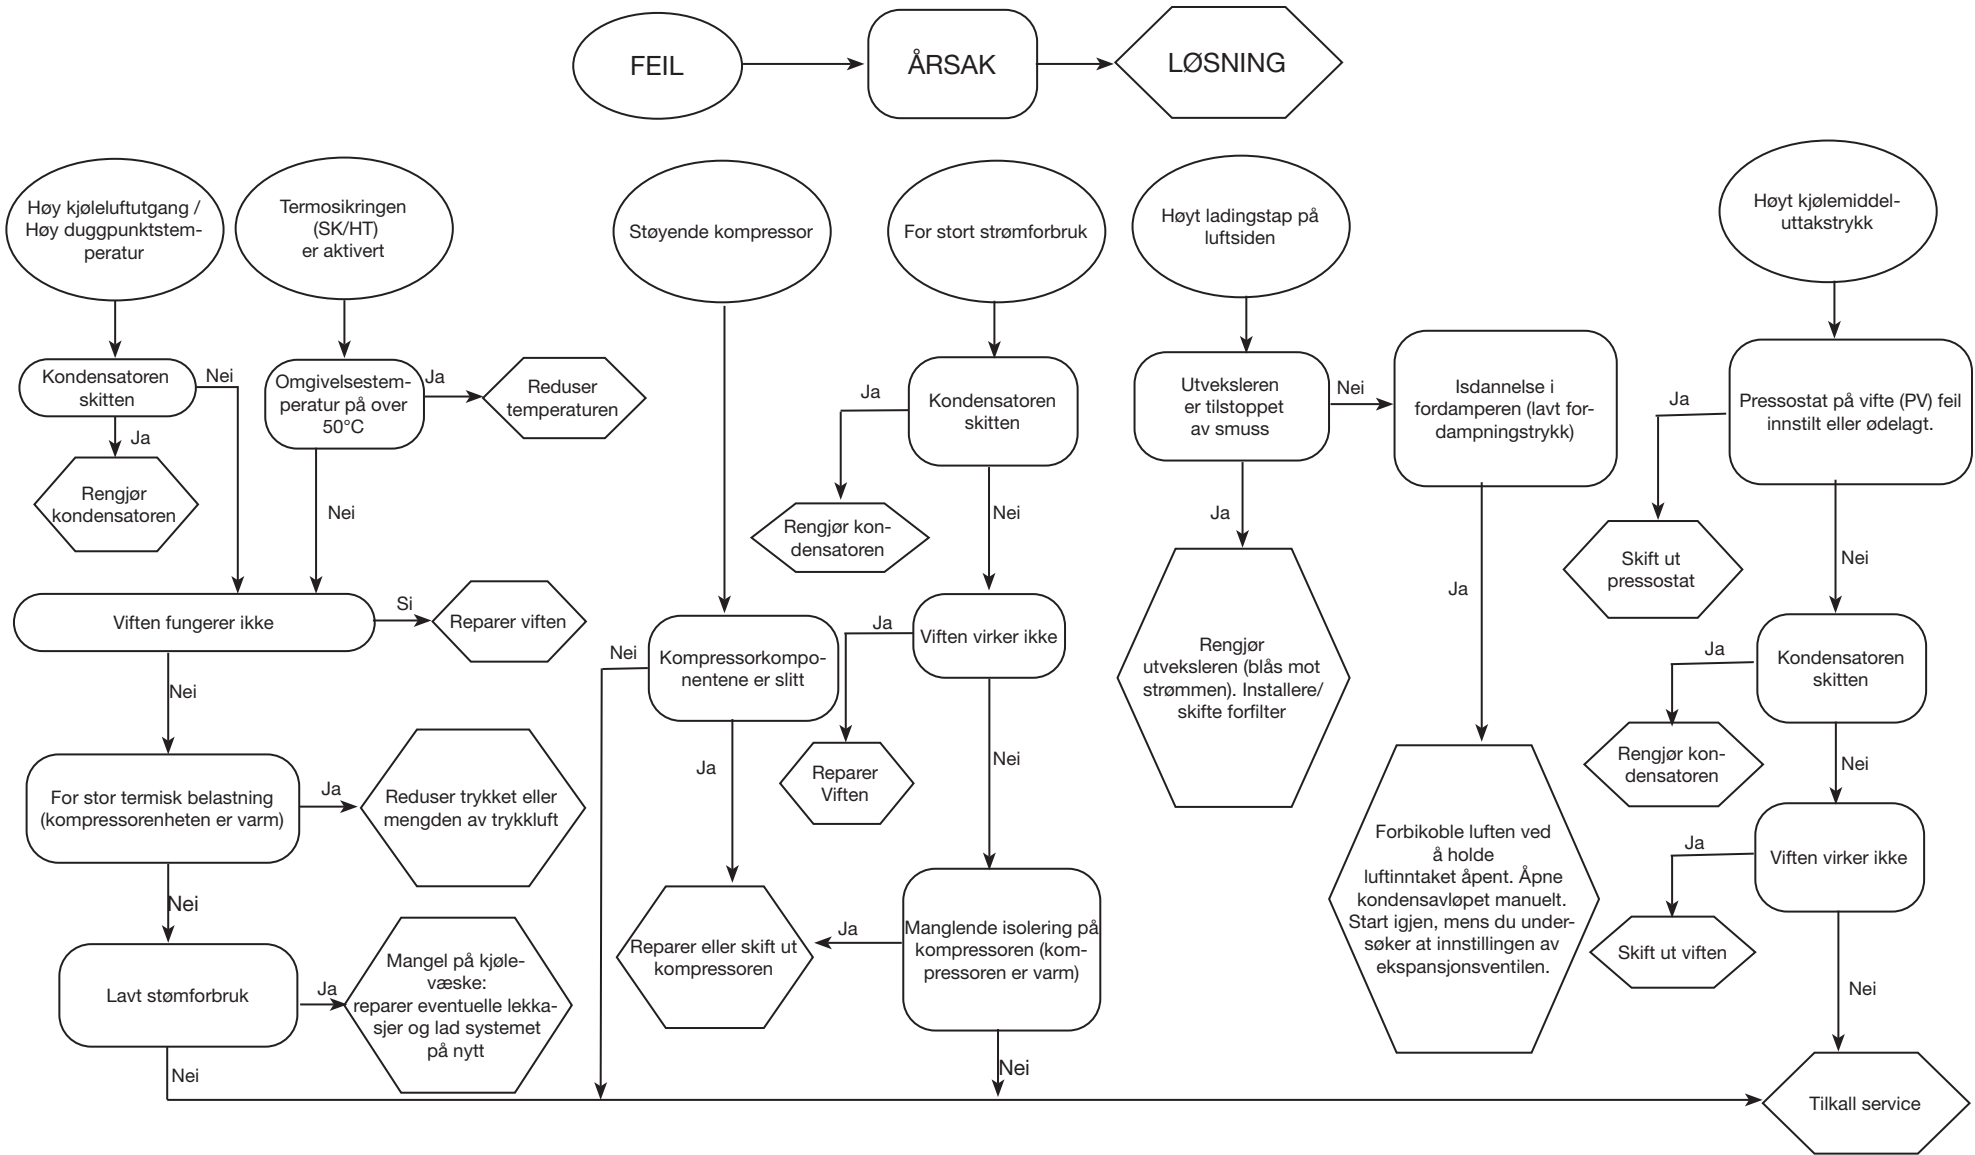 FEIL
ÅRSAK
LØSNING
Høy kjøleluftutgang /
Høy duggpunktstem-
peratur
Kondensatoren
skitten
Nei
Ja
Rengjør
kondensatoren
Termosikringen
(SK/HT)
er aktivert
Omgivelsestem-
peratur på over
50°C
Ja
Reduser
temperaturen
Nei
Viften fungerer ikke
Si
Reparer viften
Nei
For stor termisk belastning
(kompressorenheten er varm)
Ja
Reduser trykket eller
mengden av trykkluft
Nei
Lavt stømforbruk
Ja
Mangel på kjøle-
væske:
reparer eventuelle lekka-
sjer og lad systemet
på nytt
Nei
Støyende kompressor
Kompressorkompo-
nentene er slitt
Nei
Ja
Reparer eller skift ut
kompressoren
For stort strømforbruk
Kondensatoren
skitten
Ja
Rengjør kon-
densatoren
Nei
Viften virker ikke
Ja
Reparer
Viften
Nei
Manglende isolering på
kompressoren (kom-
pressoren er varm)
Ja
Nei
Høyt ladingstap på
luftsiden
Utveksleren
er tilstoppet
av smuss
Nei
Ja
Rengjør
utveksleren (blås mot
strømmen). Installere/
skifte forfilter
Isdannelse i
fordamperen (lavt for-
dampningstrykk)
Ja
Forbikoble luften ved
å holde
luftinntaket åpent. Åpne
kondensavløpet manuelt.
Start igjen, mens du under-
søker at innstillingen av
ekspansjonsventilen.
Høyt kjølemiddel-
uttakstrykk
Pressostat på vifte (PV) feil
innstilt eller ødelagt.
Ja
Skift ut
pressostat
Nei
Kondensatoren
skitten
Ja
Rengjør kon-
densatoren
Nei
Viften virker ikke
Ja
Skift ut viften
Nei
Tilkall service